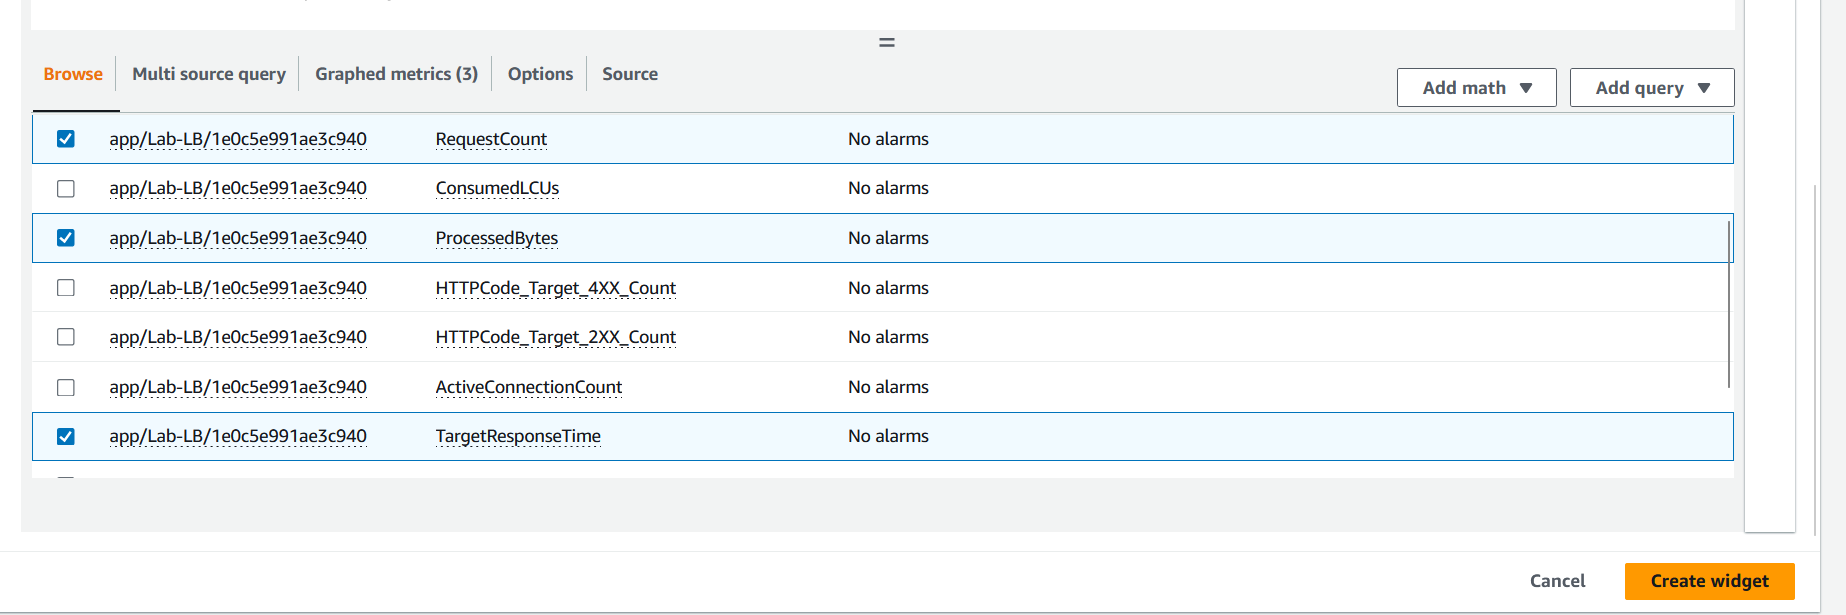 Browse Multi source query Graphed metrics (3) Options Source Add math Add query
app/Lab-LB/1e0c5e991ae3c940 RequestCount No alarms
app/Lab-LB/1e0c5e991ae3c940 ConsumedLCUs No alarms
app/Lab-LB/1e0c5e991ae3c940 ProcessedBytes No alarms
app/Lab-LB/1e0c5e991ae3c940 HTTPCode_Target_4XX_Count No alarms
app/Lab-LB/1e0c5e991ae3c940 HTTPCode_Target_2XX_Count No alarms
app/Lab-LB/1e0c5e991ae3c940 ActiveConnectionCount No alarms
app/Lab-LB/1e0c5e991ae3c940 TargetResponseTime No alarms
Cancel Create widget